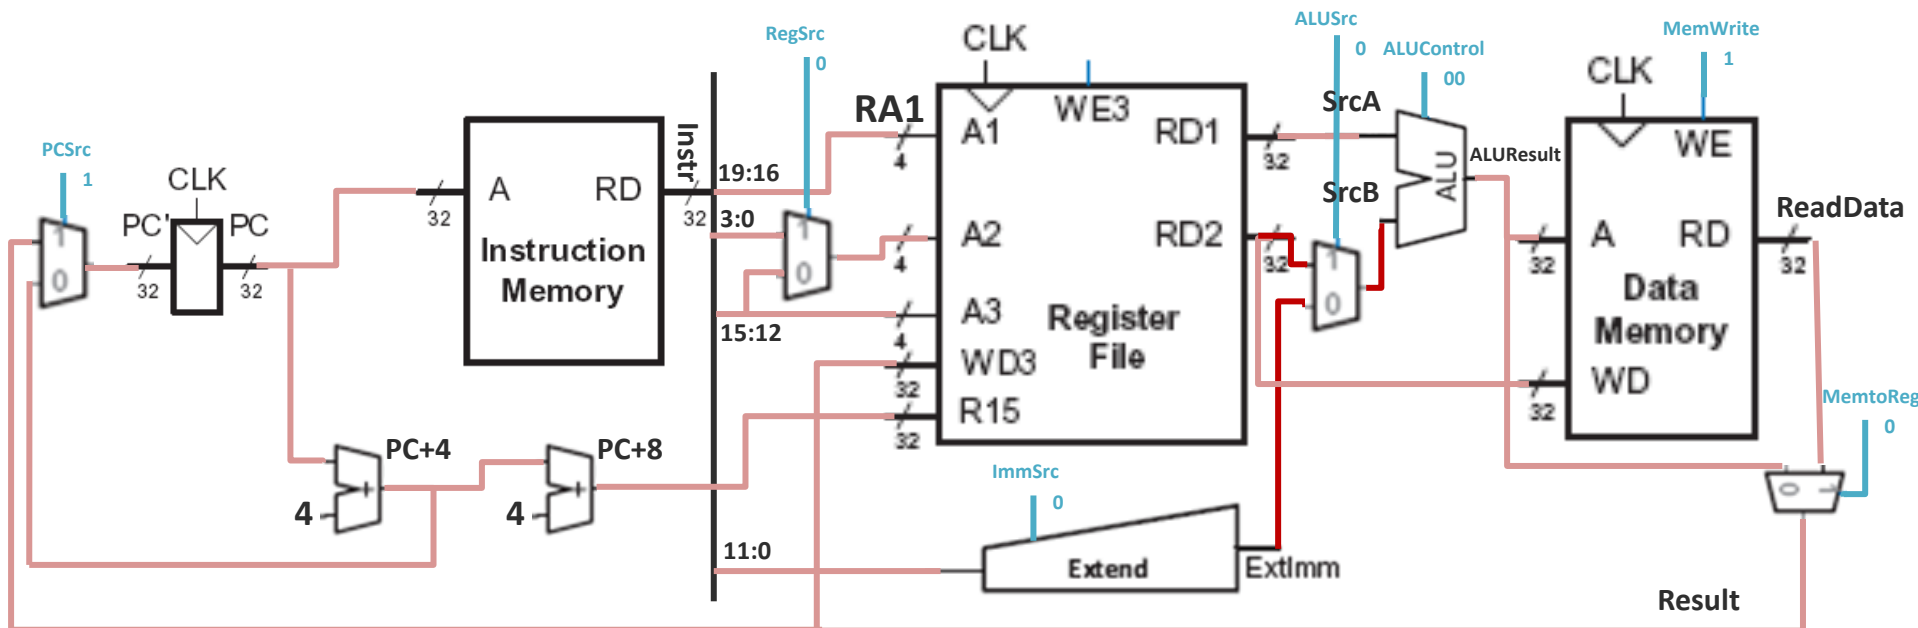 PCSrc
1
1
0
PC'
32
CLK
PC
32
A
32
RD
32
Instruction
Memory
Instr
4
+
PC+4
4
+
PC+8
19:16
3:0
15:12
11:0
RegSrc
0
1
0
RA1
4
4
4
32
32
CLK
WE3
A1
A2
A3
WD3
R15
RD1
RD2
Register
File
32
32
ImmSrc
0
Extend
ExtImm
ALUSrc
0
1
0
SrcA
SrcB
ALUControl
00
ALU
ALUResult
32
32
CLK
MemWrite
1
WE
A
RD
Data
Memory
WD
ReadData
32
MemtoReg
0
0
1
Result